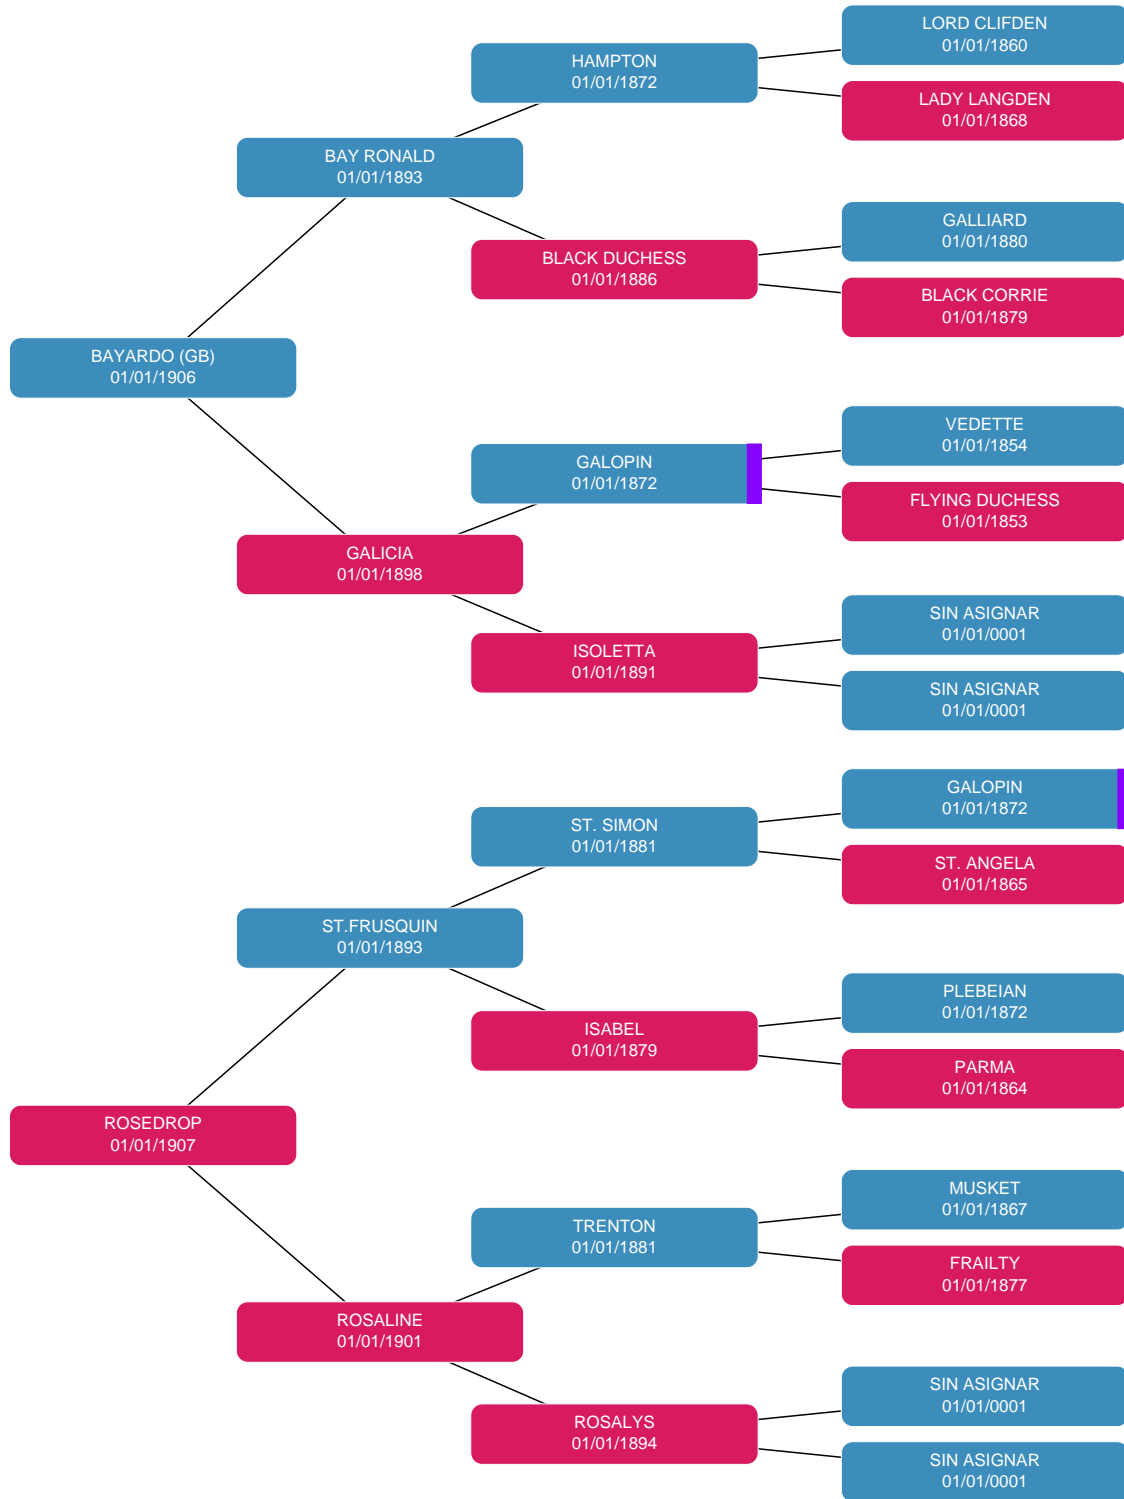 LORD CLIFDEN
01/01/1860
HAMPTON
01/01/1872
LADY LANGDEN
01/01/1868
BAY RONALD
01/01/1893
GALLIARD
01/01/1880
BLACK DUCHESS
01/01/1886
BLACK CORRIE
01/01/1879
BAYARDO (GB)
01/01/1906
VEDETTE
01/01/1854
GALOPIN
01/01/1872
FLYING DUCHESS
01/01/1853
GALICIA
01/01/1898
SIN ASIGNAR
01/01/0001
ISOLETTA
01/01/1891
SIN ASIGNAR
01/01/0001
GALOPIN
01/01/1872
ST. SIMON
01/01/1881
ST. ANGELA
01/01/1865
ST.FRUSQUIN
01/01/1893
PLEBEIAN
01/01/1872
ISABEL
01/01/1879
PARMA
01/01/1864
ROSEDROP
01/01/1907
MUSKET
01/01/1867
TRENTON
01/01/1881
FRAILTY
01/01/1877
ROSALINE
01/01/1901
SIN ASIGNAR
01/01/0001
ROSALYS
01/01/1894
SIN ASIGNAR
01/01/0001